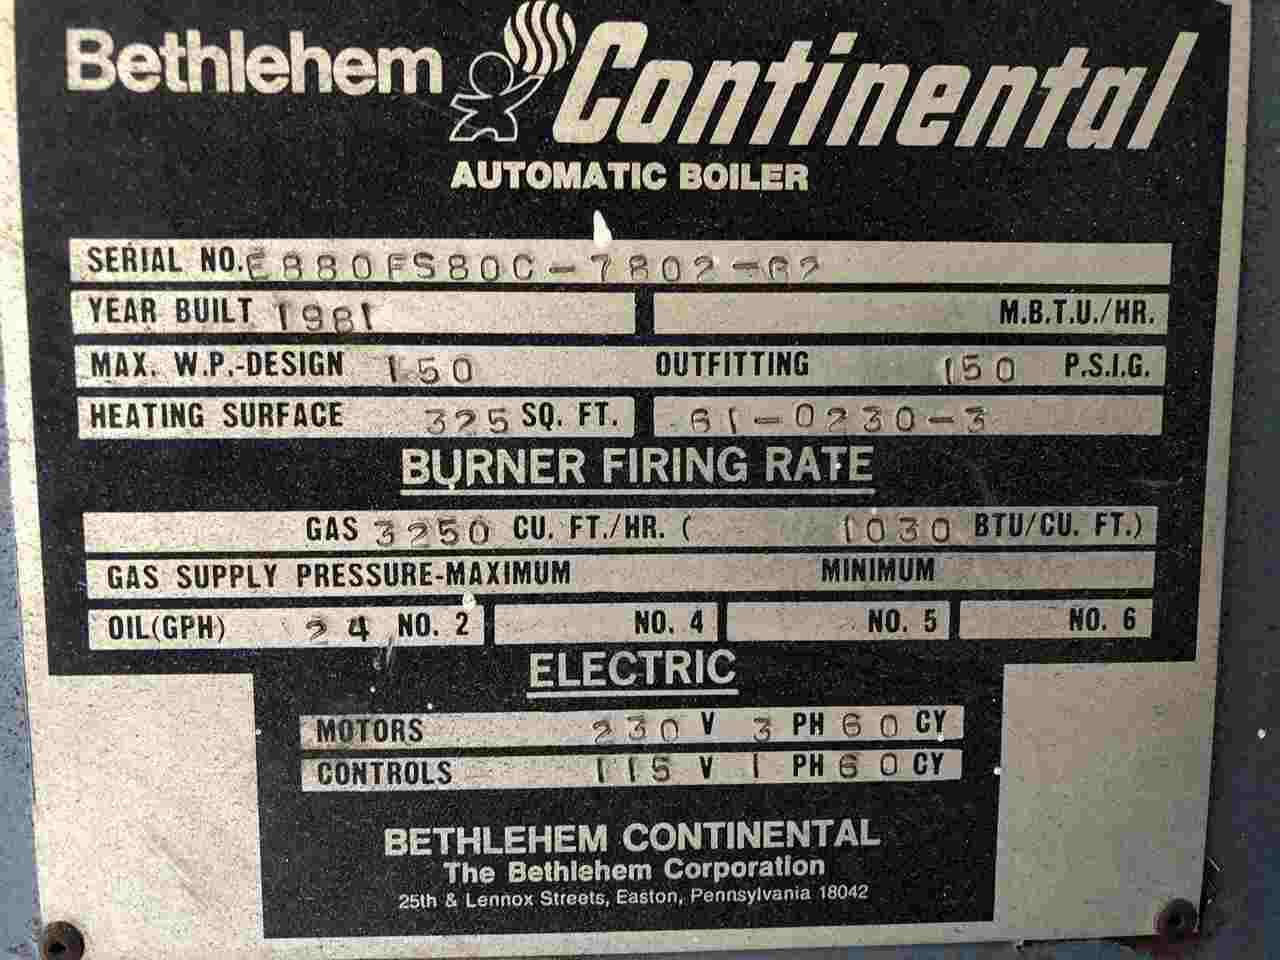 Bethlehem Continental
AUTOMATIC BOILER
SERIAL NO. E880FS80C-7802-G2
YEAR BUILT 1981 M.B.T.U./HR.
MAX. W.P.-DESIGN 150 OUTFITTING 150 P.S.I.G.
HEATING SURFACE 325 SQ. FT. 61-0230-3
BURNER FIRING RATE
GAS 3250 CU. FT./HR. ( 1030 BTU/CU. FT.)
GAS SUPPLY PRESSURE-MAXIMUM MINIMUM
OIL(GPH) 24 NO. 2 NO. 4 NO. 5 NO. 6
ELECTRIC
MOTORS 230 V 3 PH 60 CY
CONTROLS 115 V 1 PH 60 CY
BETHLEHEM CONTINENTAL
The Bethlehem Corporation
25th & Lennox Streets, Easton, Pennsylvania 18042